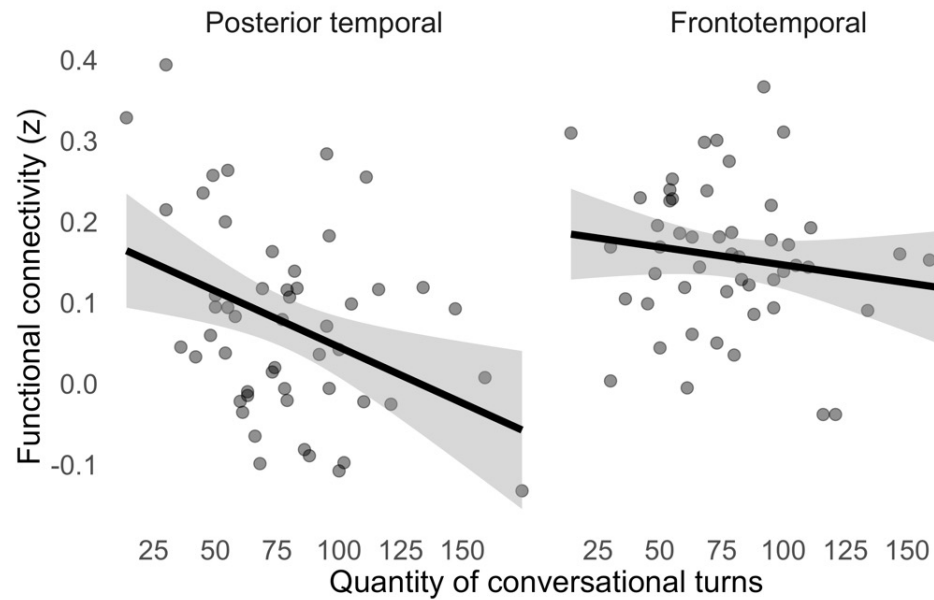 Posterior temporal
Frontotemporal
Functional connectivity (z)
0.4
0.3
0.2
0.1
0.0
-0.1
25 50 75 100 125 150
25 50 75 100 125 150
Quantity of conversational turns